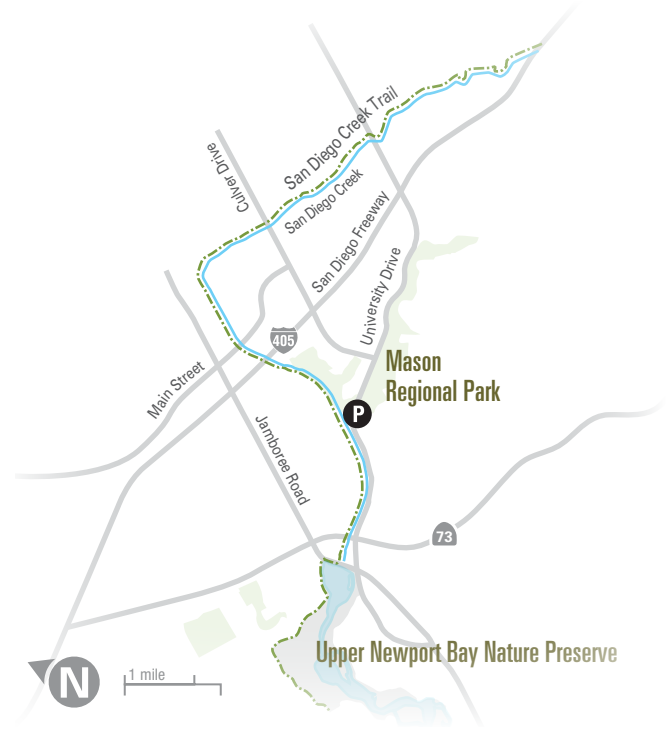 San Diego Creek Trail
Culver Drive
San Diego Creek
San Diego Freeway
University Drive
405
Mason
Regional Park
Main Street
P
Jamboree Road
73
Upper Newport Bay Nature Preserve
N
1 mile